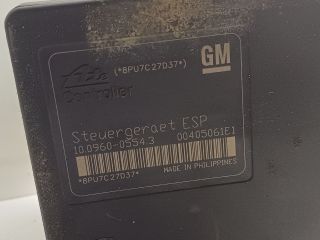 (*8PU7C27D37*)
GM
Ate
Controller
Steuergeraet ESP
10.0960-0554.3 00405061E1
*8PU7C27D37*
MADE IN PHILIPPINES